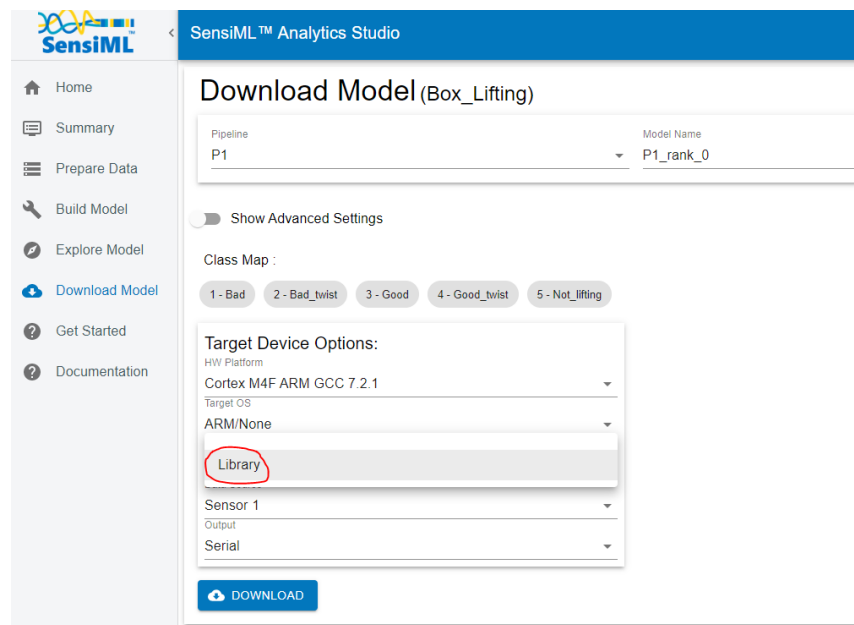 SensiML™
SensiML™ Analytics Studio
Home
Summary
Prepare Data
Build Model
Explore Model
Download Model
Get Started
Documentation
Download Model (Box_Lifting)
Pipeline
P1
Model Name
P1_rank_0
Show Advanced Settings
Class Map :
1 - Bad
2 - Bad_twist
3 - Good
4 - Good_twist
5 - Not_lifting
Target Device Options:
HW Platform
Cortex M4F ARM GCC 7.2.1
Target OS
ARM/None
Library
Sensor 1
Output
Serial
DOWNLOAD